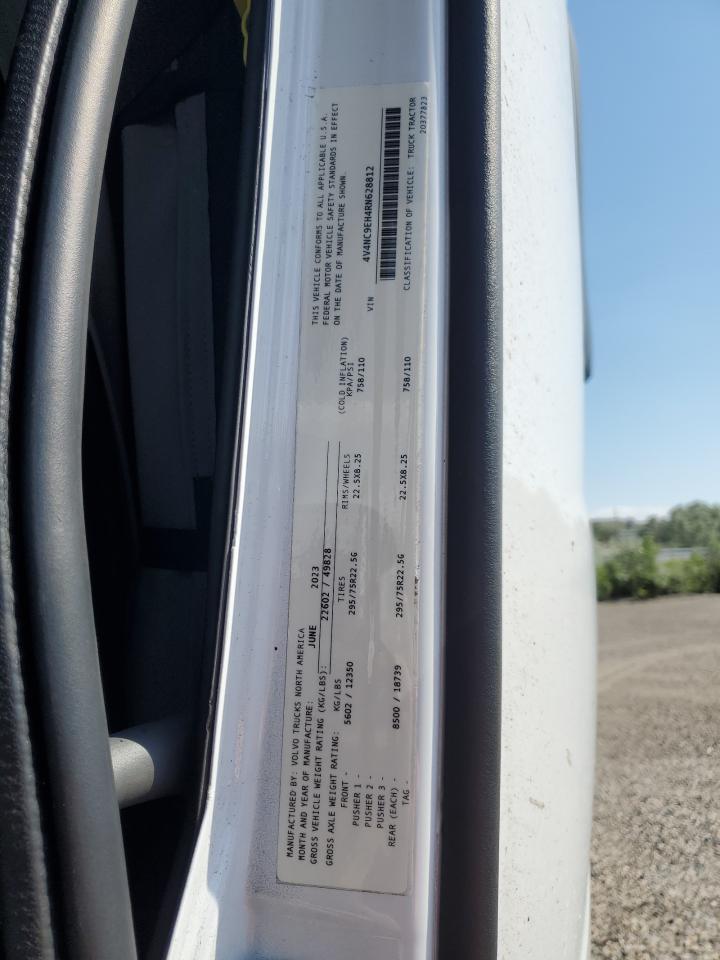 MANUFACTURED BY: VOLVO TRUCKS NORTH AMERICA
MONTH AND YEAR OF MANUFACTURE: JUNE 2023
GROSS VEHICLE WEIGHT RATING (KG/LBS): 22602 / 49828
GROSS AXLE WEIGHT RATING: KG/LBS TIRES RIMS/WHEELS (COLD INFLATION) KPA/PSI
FRONT - 5602 / 12350 295/75R22.5G 22.5X8.25 758/110
PUSHER 1 -
PUSHER 2 -
PUSHER 3 -
REAR (EACH) - 8500 / 18739 295/75R22.5G 22.5X8.25 758/110
TAG -
THIS VEHICLE CONFORMS TO ALL APPLICABLE U.S.A.
FEDERAL MOTOR VEHICLE SAFETY STANDARDS IN EFFECT
ON THE DATE OF MANUFACTURE SHOWN.
4V4NC9EH4RN628812
VIN
CLASSIFICATION OF VEHICLE: TRUCK TRACTOR
20377823